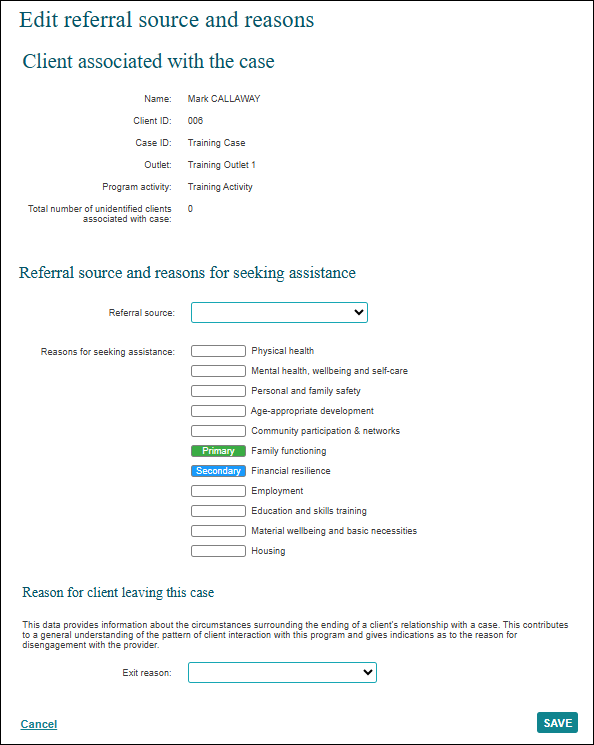 Edit referral source and reasons
Client associated with the case
Name: Mark CALLAWAY
Client ID: 006
Case ID: Training Case
Outlet: Training Outlet 1
Program activity: Training Activity
Total number of unidentified clients 0
associated with case:
Referral source and reasons for seeking assistance
Referral source:
Reasons for seeking assistance: Physical health
Mental health, wellbeing and self-care
Personal and family safety
Age-appropriate development
Community participation & networks
Primary Family functioning
Secondary Financial resilience
Employment
Education and skills training
Material wellbeing and basic necessities
Housing
Reason for client leaving this case
This data provides information about the circumstances surrounding the ending of a client's relationship with a case. This contributes
to a general understanding of the pattern of client interaction with this program and gives indications as to the reason for
disengagement with the provider.
Exit reason:
Cancel SAVE